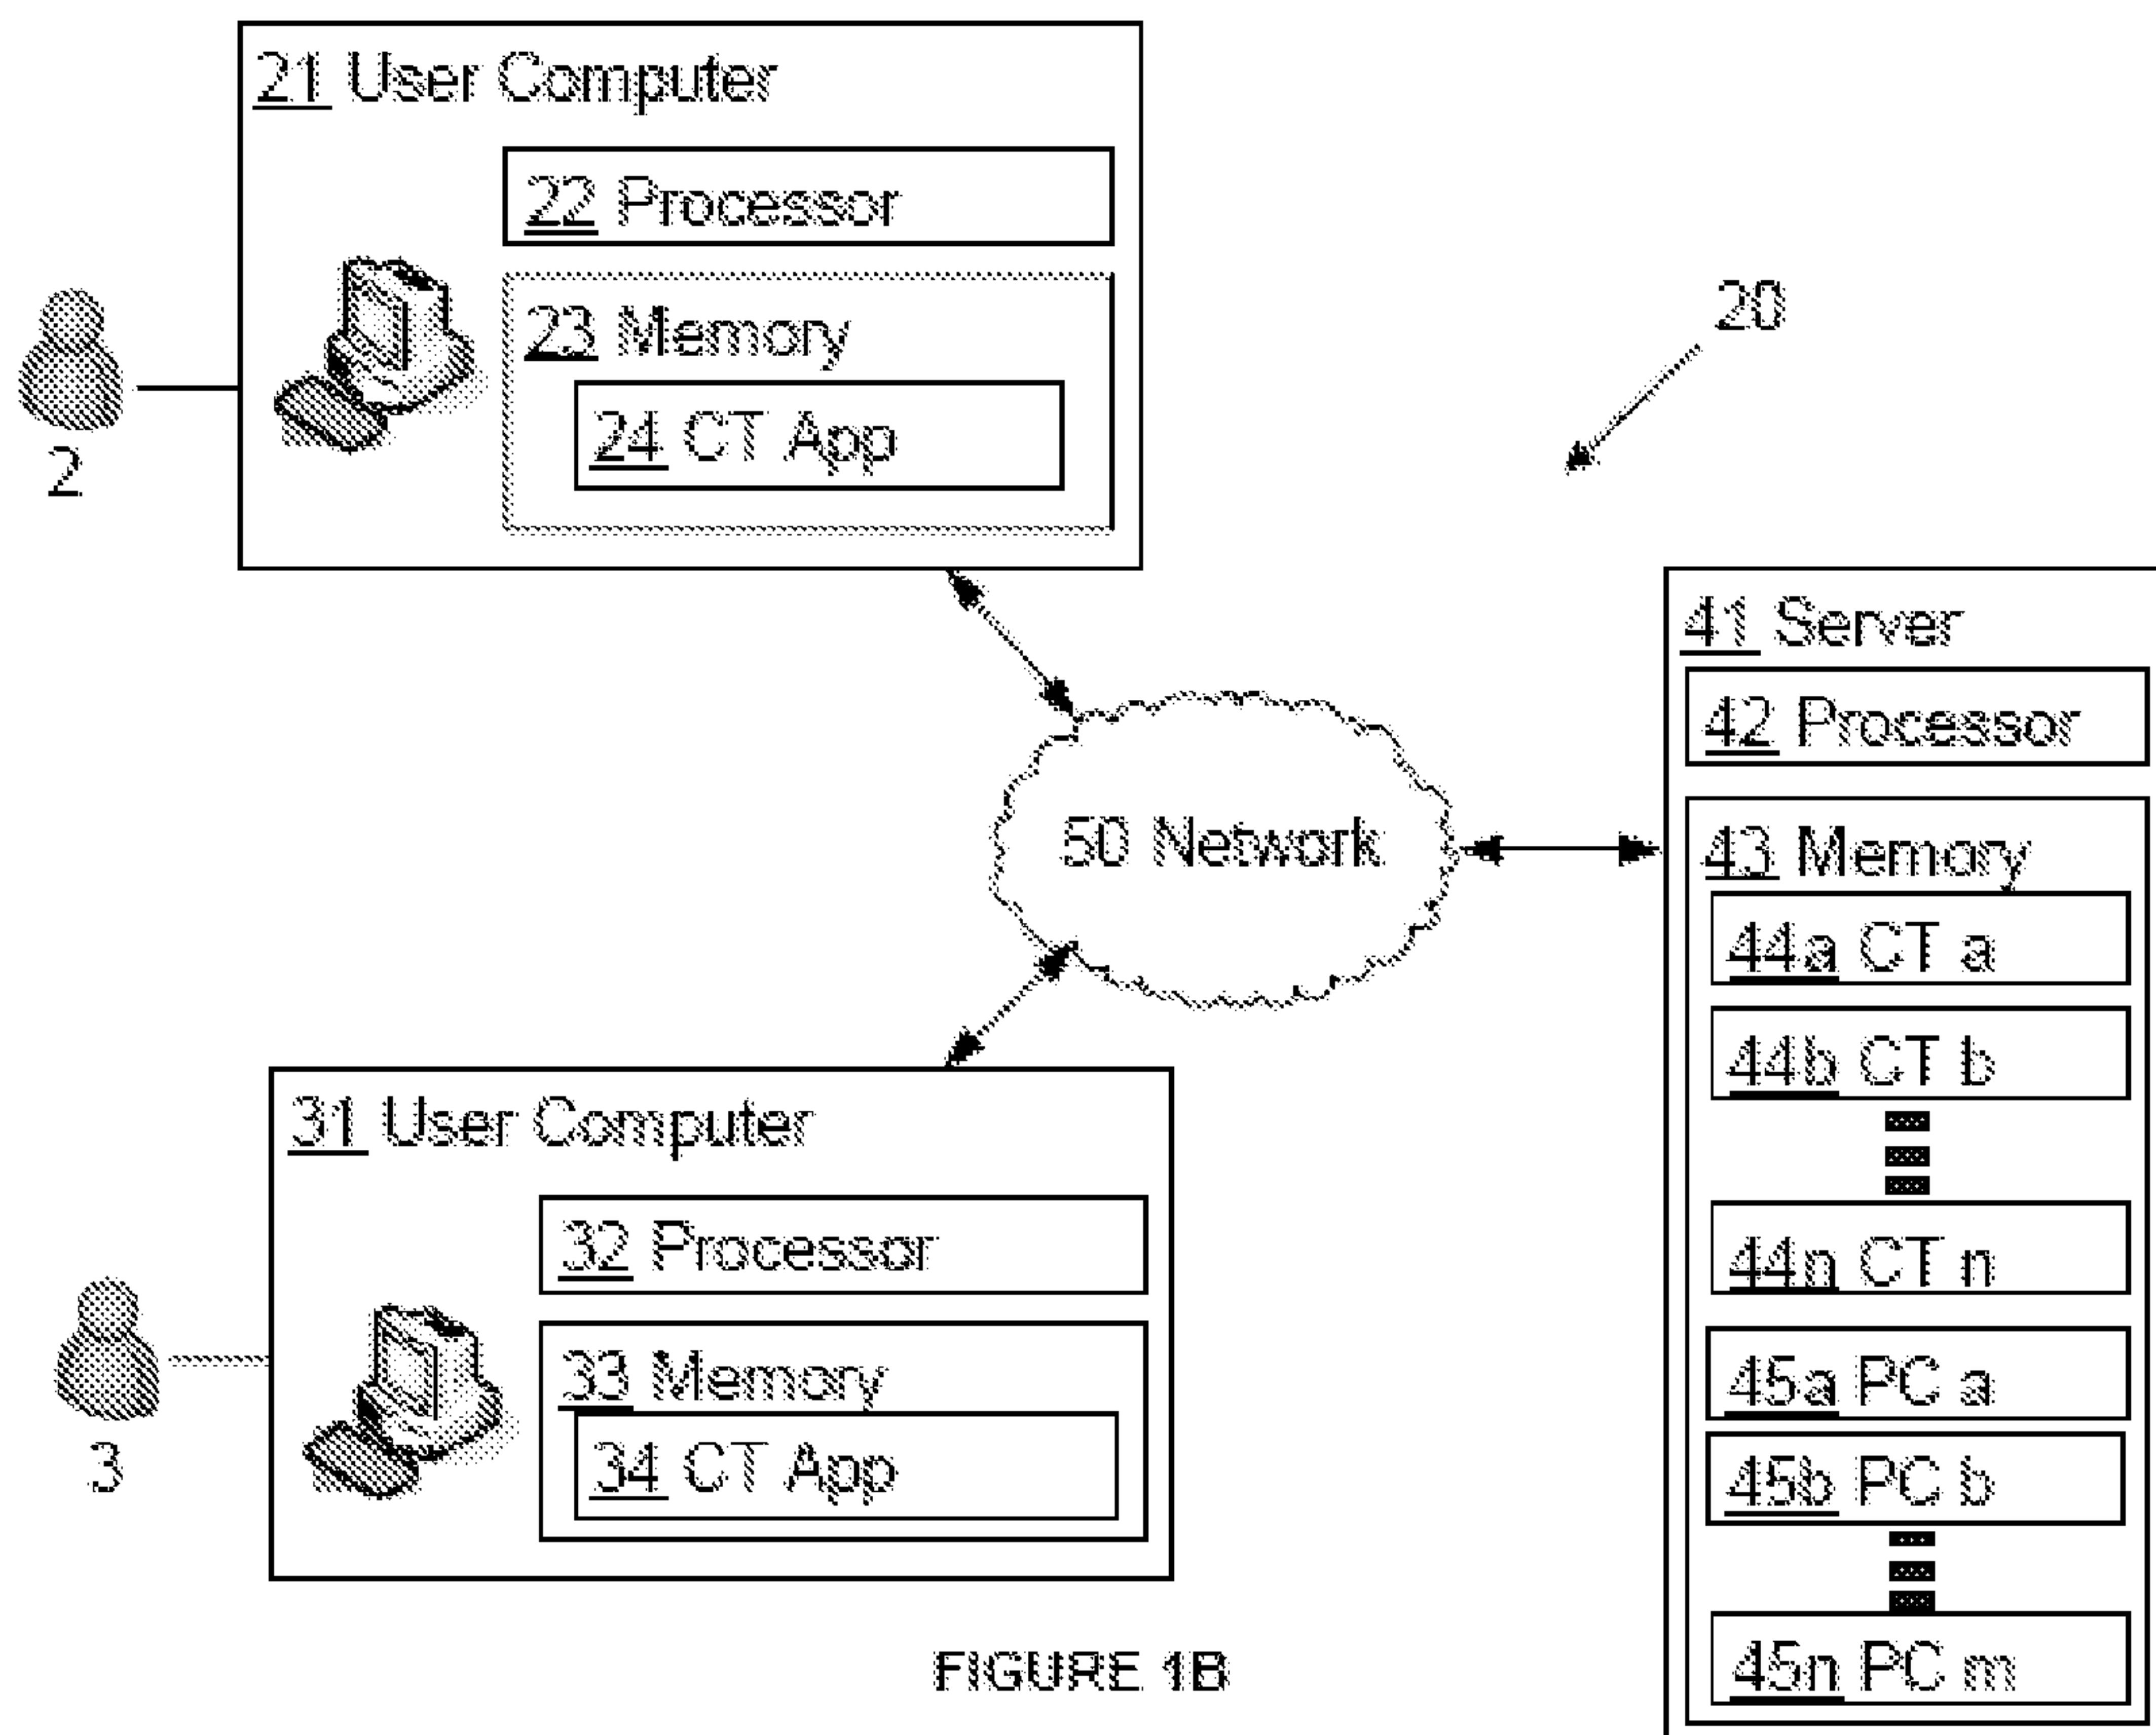 21 User Computer
22 Processor
23 Memory
24 CT App
2
20
41 Server
42 Processor
43 Memory
44a CT a
44b CT b
44n CT n
45a PC a
45b PC b
45n PC m
50 Network
31 User Computer
32 Processor
33 Memory
34 CT App
3
FIGURE 1B